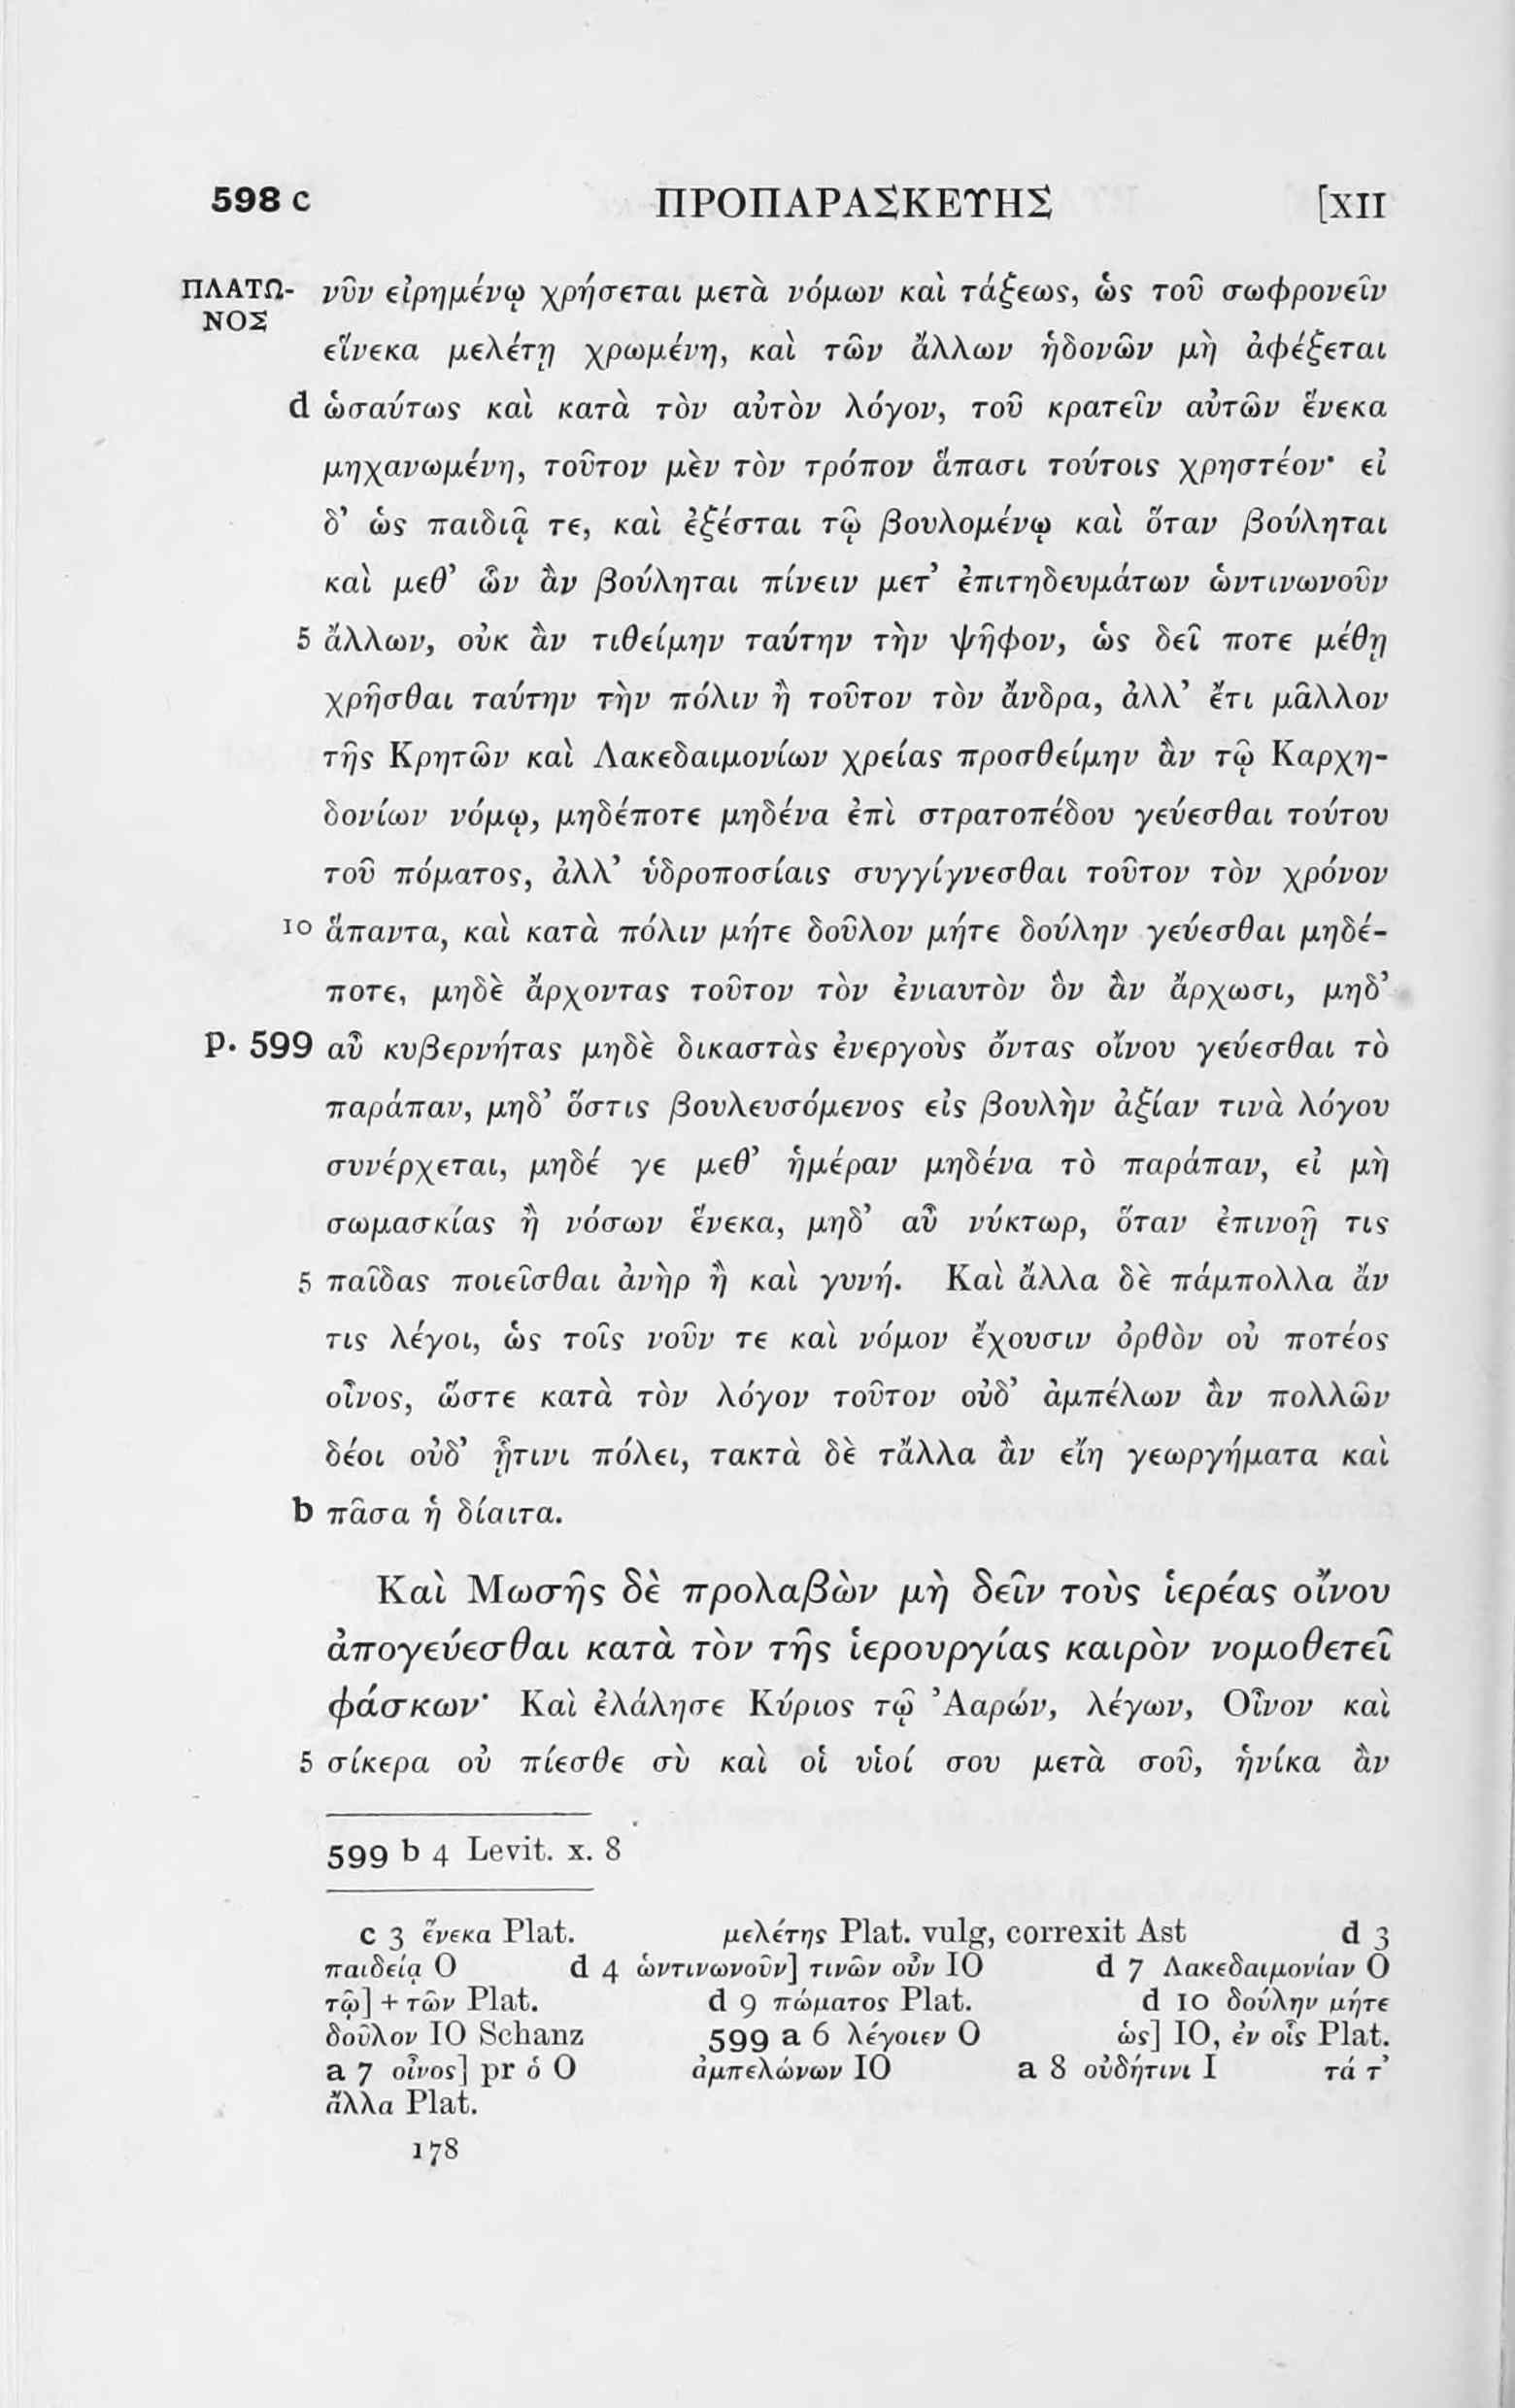 598 c ΠΡΟΠΑΡΑΣΚΕΥΗΣ [XII
ΠΛΑΤΩ- νῦν εἰρημένῳ χρήσεται μετὰ νόμων καὶ τάξεως, ὡς τοῦ σωφρονεῖν
ΝΟΣ
εἵνεκα μελέτῃ χρωμένη, καὶ τῶν ἄλλων ἡδονῶν μὴ ἀφέξεται
d ὡσαύτως καὶ κατὰ τὸν αὐτὸν λόγον, τοῦ κρατεῖν αὐτῶν ἕνεκα
μηχανωμένη, τοῦτον μὲν τὸν τρόπον ἅπασι τούτοις χρηστέον· εἰ
δ’ ὡς παιδιᾷ τε, καὶ ἐξέσται τῷ βουλομένῳ καὶ ὅταν βούληται
καὶ μεθ’ ὧν ἂν βούληται πίνειν μετ’ ἐπιτηδευμάτων ὡντινωνοῦν
5 ἄλλων, οὐκ ἂν τιθείμην ταύτην τὴν ψῆφον, ὡς δεῖ ποτε μέθῃ
χρῆσθαι ταύτην τὴν πόλιν ἢ τοῦτον τὸν ἄνδρα, ἀλλ’ ἔτι μᾶλλον
τῆς Κρητῶν καὶ Λακεδαιμονίων χρείας προσθείμην ἂν τῷ Καρχη-
δονίων νόμῳ, μηδέποτε μηδένα ἐπὶ στρατοπέδου γεύεσθαι τούτου
τοῦ πόματος, ἀλλ’ ὑδροποσίαις συγγίγνεσθαι τοῦτον τὸν χρόνον
10 ἅπαντα, καὶ κατὰ πόλιν μήτε δοῦλον μήτε δούλην γεύεσθαι μηδέ-
ποτε, μηδὲ ἄρχοντας τοῦτον τὸν ἐνιαυτὸν ὃν ἂν ἄρχωσι, μηδ’
p. 599 αὖ κυβερνήτας μηδὲ δικαστὰς ἐνεργοὺς ὄντας οἴνου γεύεσθαι τὸ
παράπαν, μηδ’ ὅστις βουλευσόμενος εἰς βουλὴν ἀξίαν τινὰ λόγου
συνέρχεται, μηδέ γε μεθ’ ἡμέραν μηδένα τὸ παράπαν, εἰ μὴ
σωμασκίας ἢ νόσων ἕνεκα, μηδ’ αὖ νύκτωρ, ὅταν ἐπινοῇ τις
5 παῖδας ποιεῖσθαι ἀνὴρ ἢ καὶ γυνή. Καὶ ἄλλα δὲ πάμπολλα ἄν
τις λέγοι, ὡς τοῖς νοῦν τε καὶ νόμον ἔχουσιν ὀρθὸν οὐ ποτέος
οἶνος, ὥστε κατὰ τὸν λόγον τοῦτον οὐδ’ ἀμπέλων ἂν πολλῶν
δέοι οὐδ’ ᾗτινι πόλει, τακτὰ δὲ τἄλλα ἂν εἴη γεωργήματα καὶ
b πᾶσα ἡ δίαιτα.
Καὶ Μωσῆς δὲ προλαβὼν μὴ δεῖν τοὺς ἱερέας οἴνου
ἀπογεύεσθαι κατὰ τὸν τῆς ἱερουργίας καιρὸν νομοθετεῖ
φάσκων· Καὶ ἐλάλησε Κύριος τῷ Ἀαρών, λέγων, Οἶνον καὶ
5 σίκερα οὐ πίεσθε σὺ καὶ οἱ υἱοί σου μετὰ σοῦ, ἡνίκα ἂν
599 b 4 Levit. x. 8
c 3 ἕνεκα Plat. μελέτης Plat. vulg, correxit Ast d 3
παιδείᾳ O d 4 ὡντινωνοῦν] τινῶν οὖν IO d 7 Λακεδαιμονίαν O
τῷ] + τῶν Plat. d 9 πώματος Plat. d 10 δούλην μήτε
δοῦλον IO Schanz 599 a 6 λέγοιεν O ὡς] IO, ἐν οἷς Plat.
a 7 οἶνος] pr ὁ O ἀμπελώνων IO a 8 οὐδήτινι I τά τ’
ἄλλα Plat.
178